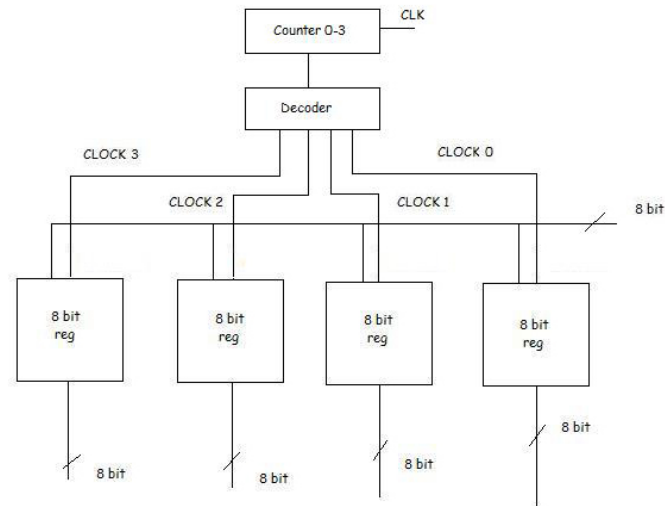 Counter 0-3
CLK
Decoder
CLOCK 3
CLOCK 0
CLOCK 2
CLOCK 1
8 bit
8 bit
reg
8 bit
reg
8 bit
reg
8 bit
reg
8 bit
8 bit
8 bit
8 bit